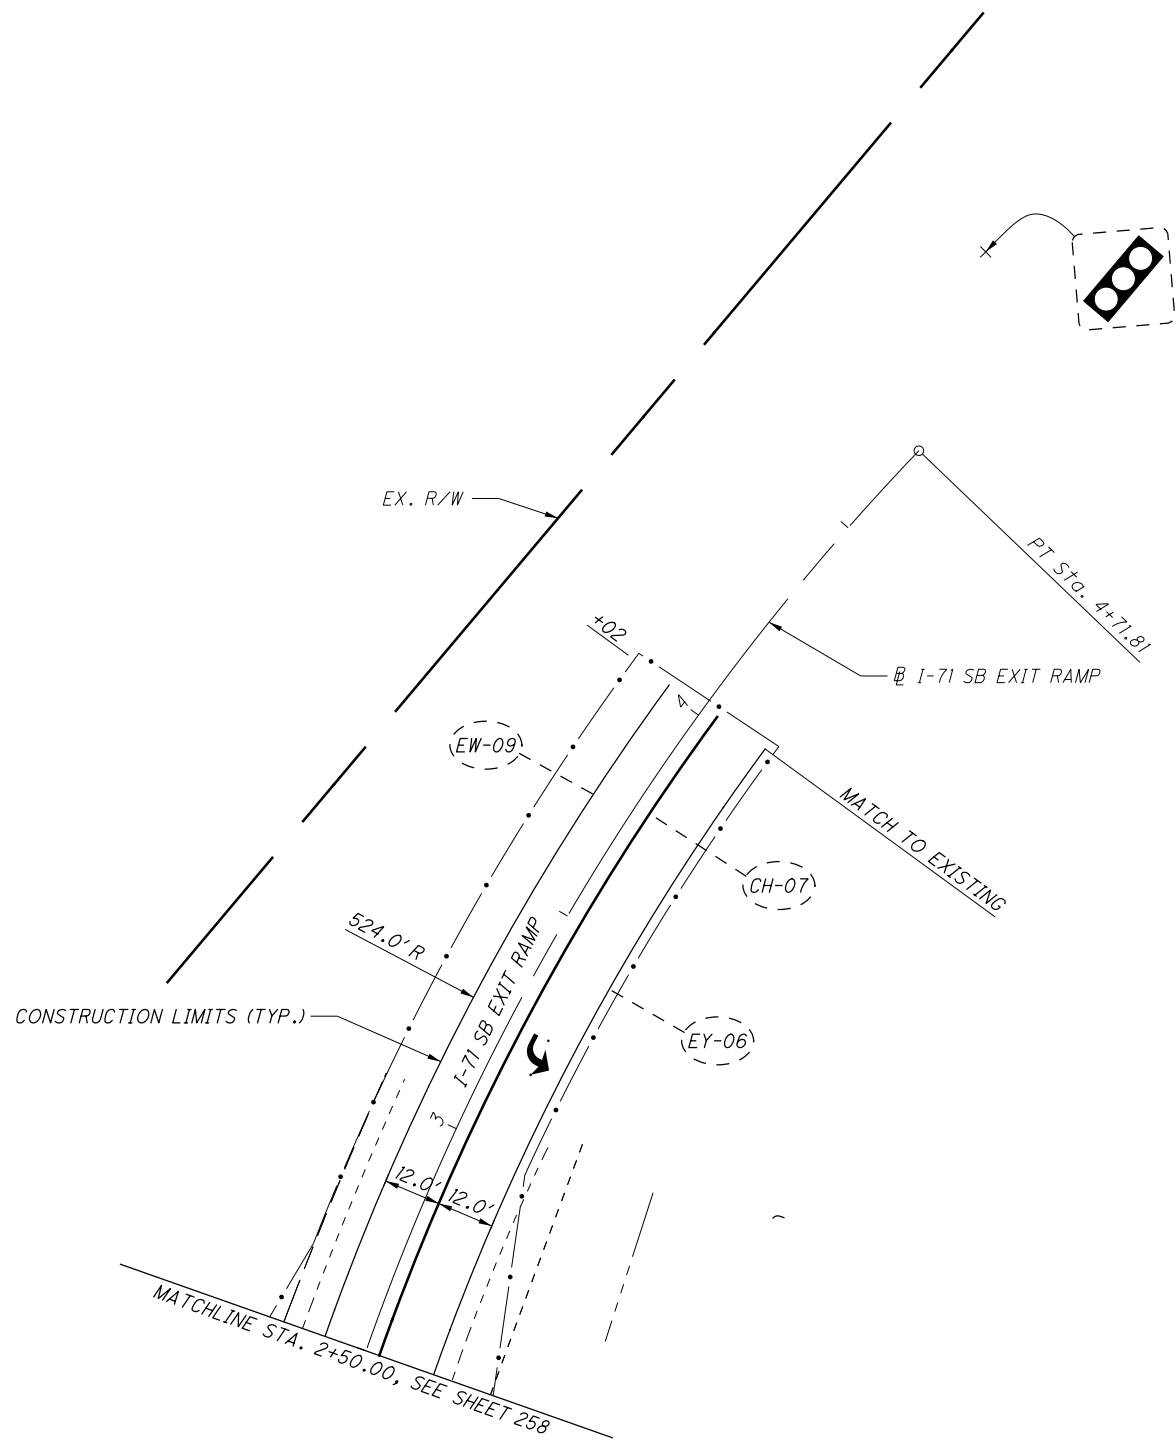 EX. R/W
PT Sta. 4+71.81
+02
℄ I-71 SB EXIT RAMP
4
EW-09
MATCH TO EXISTING
CH-07
524.0' R
I-71 SB EXIT RAMP
CONSTRUCTION LIMITS (TYP.)
EY-06
3
12.0'
12.0'
MATCHLINE STA. 2+50.00, SEE SHEET 258